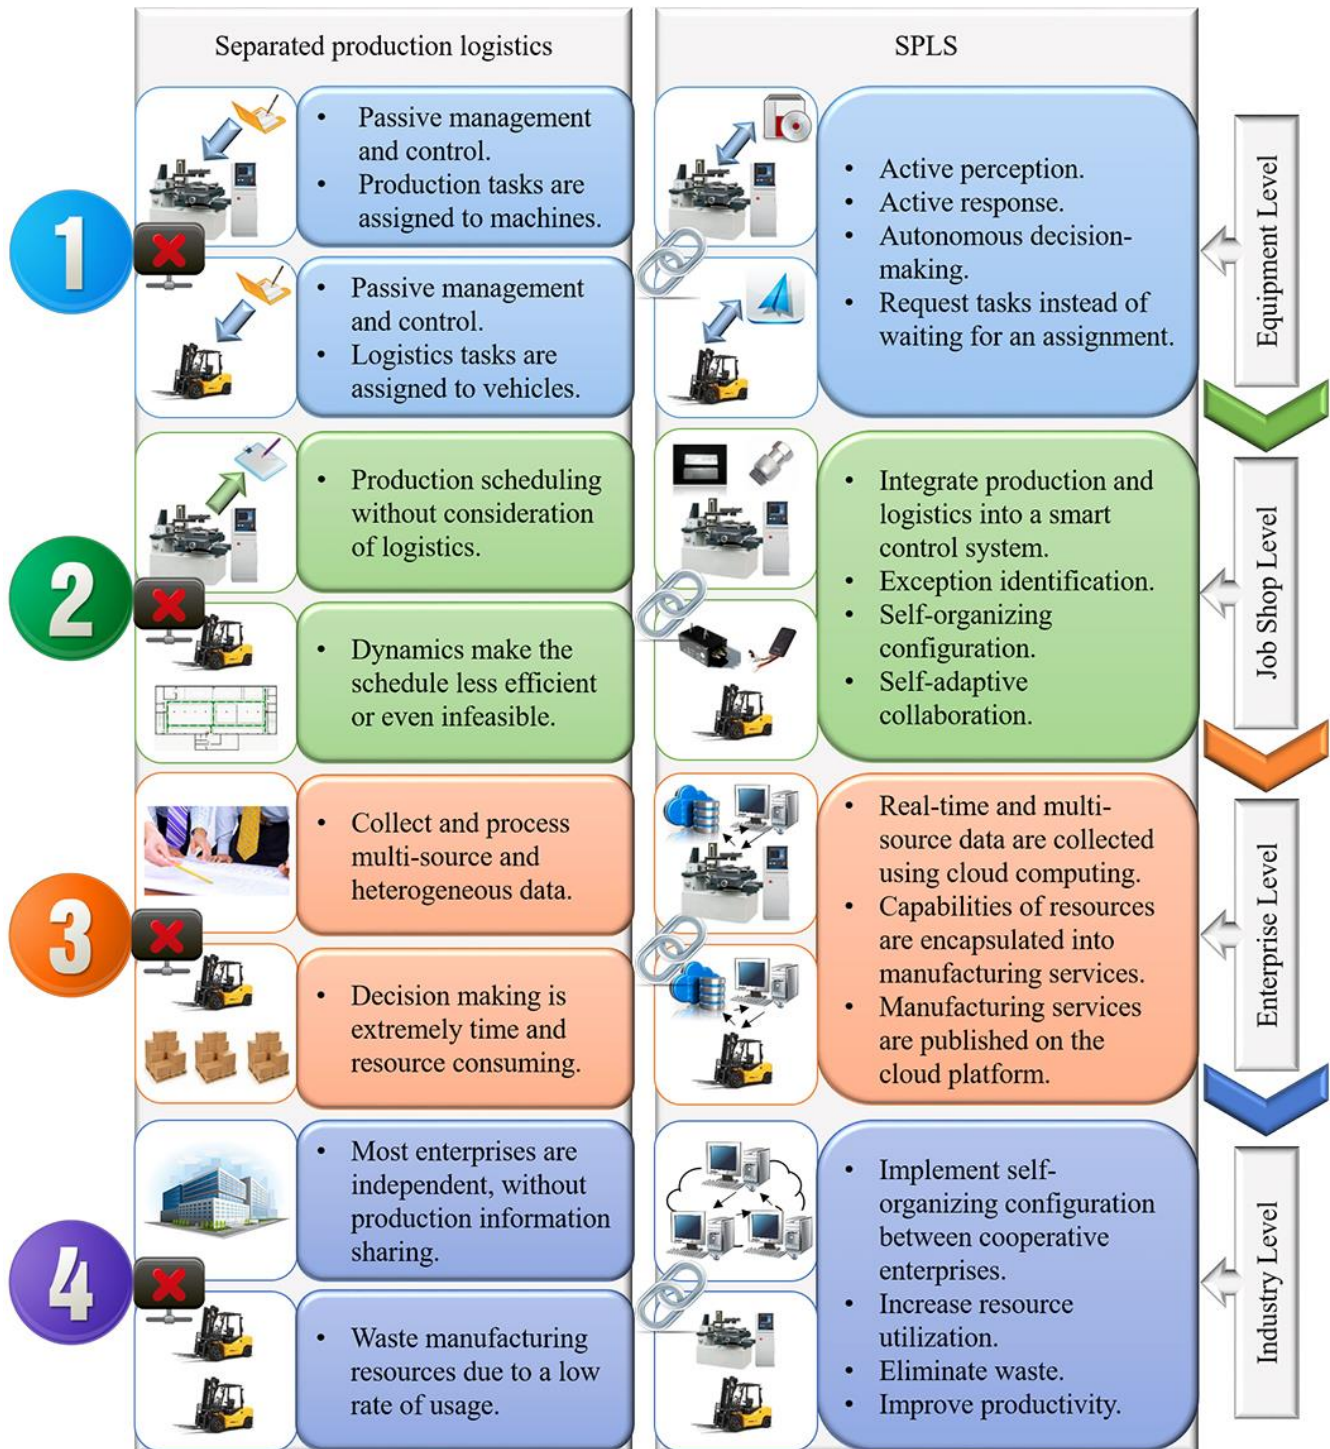 Separated production logistics
SPLS
1
• Passive management
and control.
• Production tasks are
assigned to machines.
• Passive management
and control.
• Logistics tasks are
assigned to vehicles.
• Active perception.
• Active response.
• Autonomous decision-
making.
• Request tasks instead of
waiting for an assignment.
Equipment Level
2
• Production scheduling
without consideration
of logistics.
• Dynamics make the
schedule less efficient
or even infeasible.
• Integrate production and
logistics into a smart
control system.
• Exception identification.
• Self-organizing
configuration.
• Self-adaptive
collaboration.
Job Shop Level
3
• Collect and process
multi-source and
heterogeneous data.
• Decision making is
extremely time and
resource consuming.
• Real-time and multi-
source data are collected
using cloud computing.
• Capabilities of resources
are encapsulated into
manufacturing services.
• Manufacturing services
are published on the
cloud platform.
Enterprise Level
4
• Most enterprises are
independent, without
production information
sharing.
• Waste manufacturing
resources due to a low
rate of usage.
• Implement self-
organizing configuration
between cooperative
enterprises.
• Increase resource
utilization.
• Eliminate waste.
• Improve productivity.
Industry Level